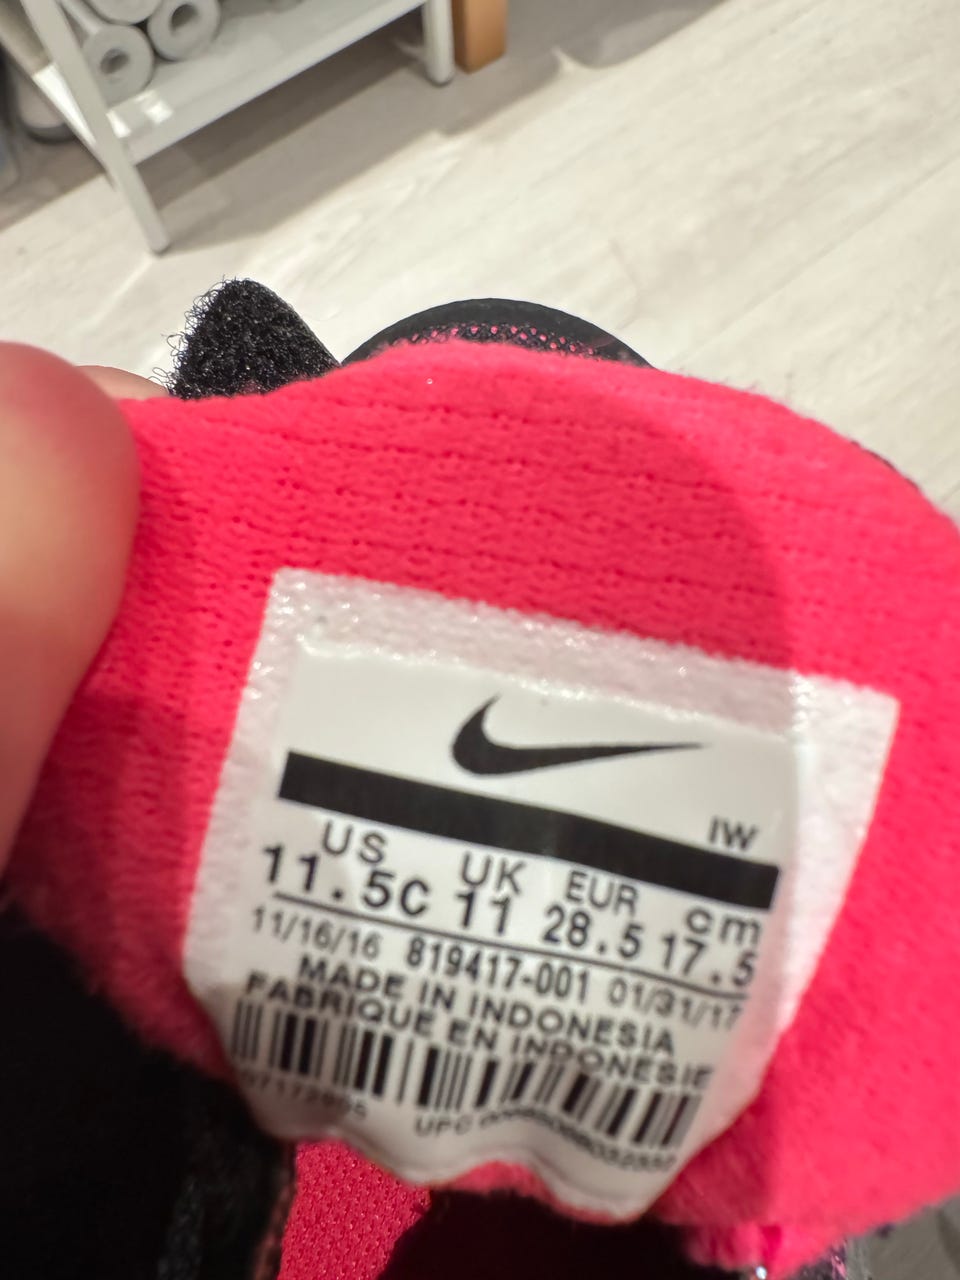 IW
US UK EUR cm
11.5C 11 28.5 17.5
11/16/16 819417-001 01/31/17
MADE IN INDONESIA
FABRIQUE EN INDONESIE
UPC